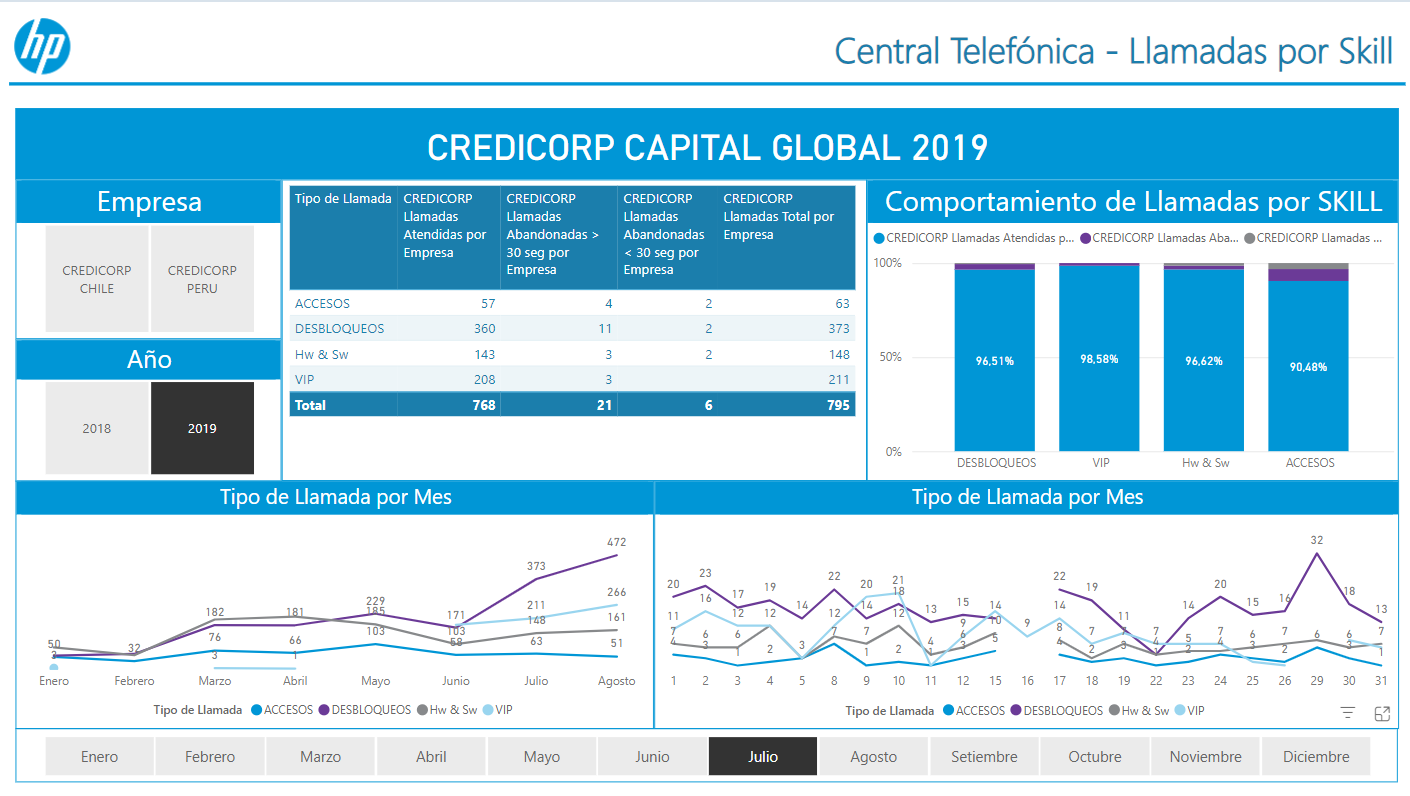 hp
Central Telefónica - Llamadas por Skill
CREDICORP CAPITAL GLOBAL 2019
Empresa
CREDICORP
CHILE
CREDICORP
PERU
Año
2018
2019
Tipo de Llamada
CREDICORP
Llamadas
Atendidas por
Empresa
CREDICORP
Llamadas
Abandonadas >
30 seg por
Empresa
CREDICORP
Llamadas
Abandonadas
< 30 seg por
Empresa
CREDICORP
Llamadas Total por
Empresa
ACCESOS 57 4 2 63
DESBLOQUEOS 360 11 2 373
Hw & Sw 143 3 2 148
VIP 208 3 211
Total 768 21 6 795
Comportamiento de Llamadas por SKILL
CREDICORP Llamadas Atendidas p... CREDICORP Llamadas Aba... CREDICORP Llamadas ...
100%
50%
0%
96,51% 98,58% 96,62% 90,48%
DESBLOQUEOS VIP Hw & Sw ACCESOS
Tipo de Llamada por Mes
472
373
266
229
182 181 185 171 211
161
148
103 103
76 66
50 32 58 63 51
3 1
Enero Febrero Marzo Abril Mayo Junio Julio Agosto
Tipo de Llamada ACCESOS DESBLOQUEOS Hw & Sw VIP
Tipo de Llamada por Mes
32
20 23 17 19 14 22 20 21 13 15 14 22 19 11 14 20 15 16 18 13
11 16 12 12 12 14 18 10 14
7 6 6 7 7 4 9 9 8 7 7 7 5 7 6 7 6 6 7
4 3 1 2 3 1 2 1 6 5 4 2 3 4 1 2 4 3 2 3 1
1 2 3 4 5 8 9 10 11 12 15 16 17 18 19 22 23 24 25 26 29 30 31
Tipo de Llamada ACCESOS DESBLOQUEOS Hw & Sw VIP
Enero Febrero Marzo Abril Mayo Junio Julio Agosto Setiembre Octubre Noviembre Diciembre